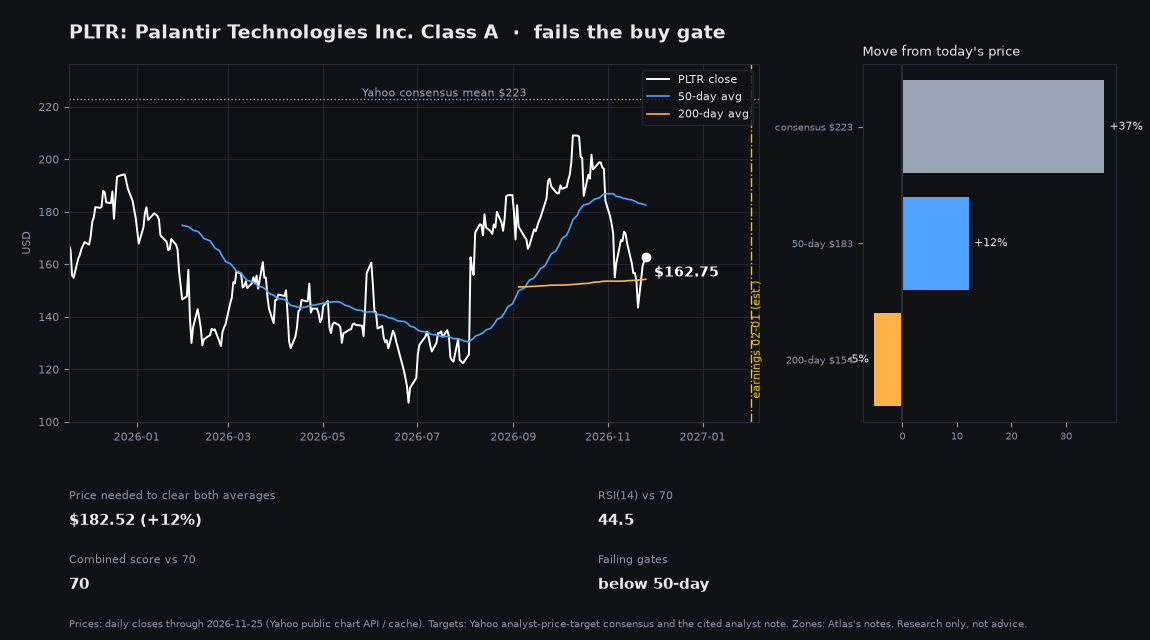 PLTR: Palantir Technologies Inc. Class A · fails the buy gate
Move from today's price
Yahoo consensus mean $223
PLTR close
50-day avg
200-day avg
USD
220
200
180
160
140
120
100
$162.75
earnings 02-01 (est.)
2026-01
2026-03
2026-05
2026-07
2026-09
2026-11
2027-01
consensus $223
+37%
50-day $183
+12%
200-day $154
-5%
0
10
20
30
Price needed to clear both averages
$182.52 (+12%)
RSI(14) vs 70
44.5
Combined score vs 70
70
Failing gates
below 50-day
Prices: daily closes through 2026-11-25 (Yahoo public chart API / cache). Targets: Yahoo analyst-price-target consensus and the cited analyst note. Zones: Atlas's notes. Research only, not advice.